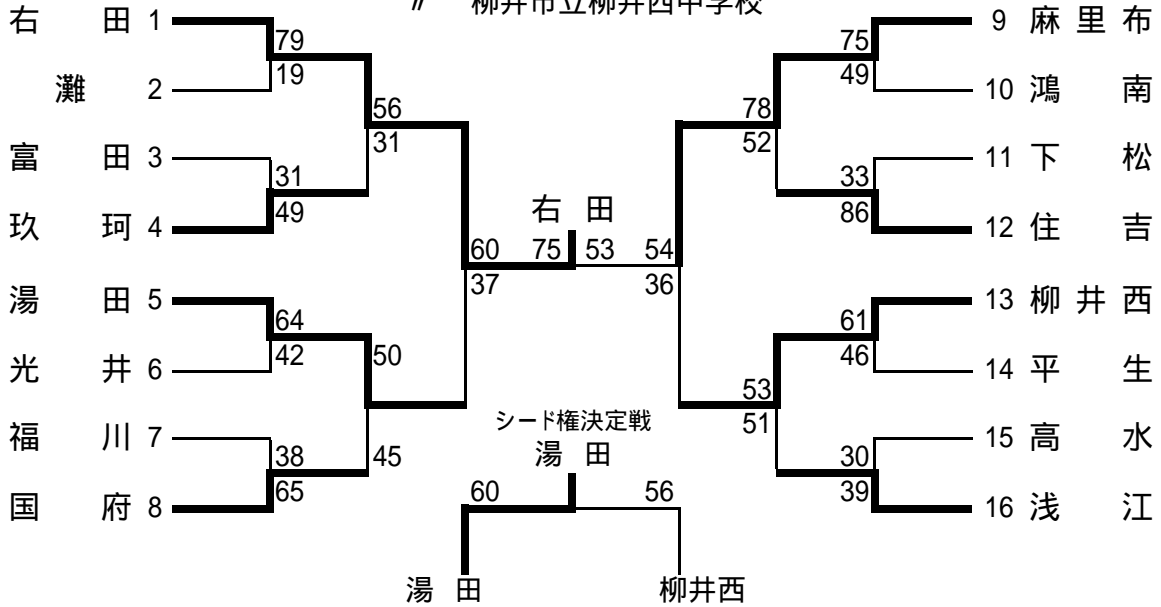 〃 柳井市立柳井西中学校
右田 1
79
19
灘 2
56
31
富田 3
31
49
玖珂 4
60
37
湯田 5
64
42
光井 6
50
45
福川 7
38
65
国府 8
右田
75 53
54
36
9 麻里布
75
49
10 鴻南
78
52
11 下松
33
86
12 住吉
13 柳井西
61
46
14 平生
53
51
15 高水
30
39
16 浅江
シード権決定戦
湯田
60 56
湯田 柳井西